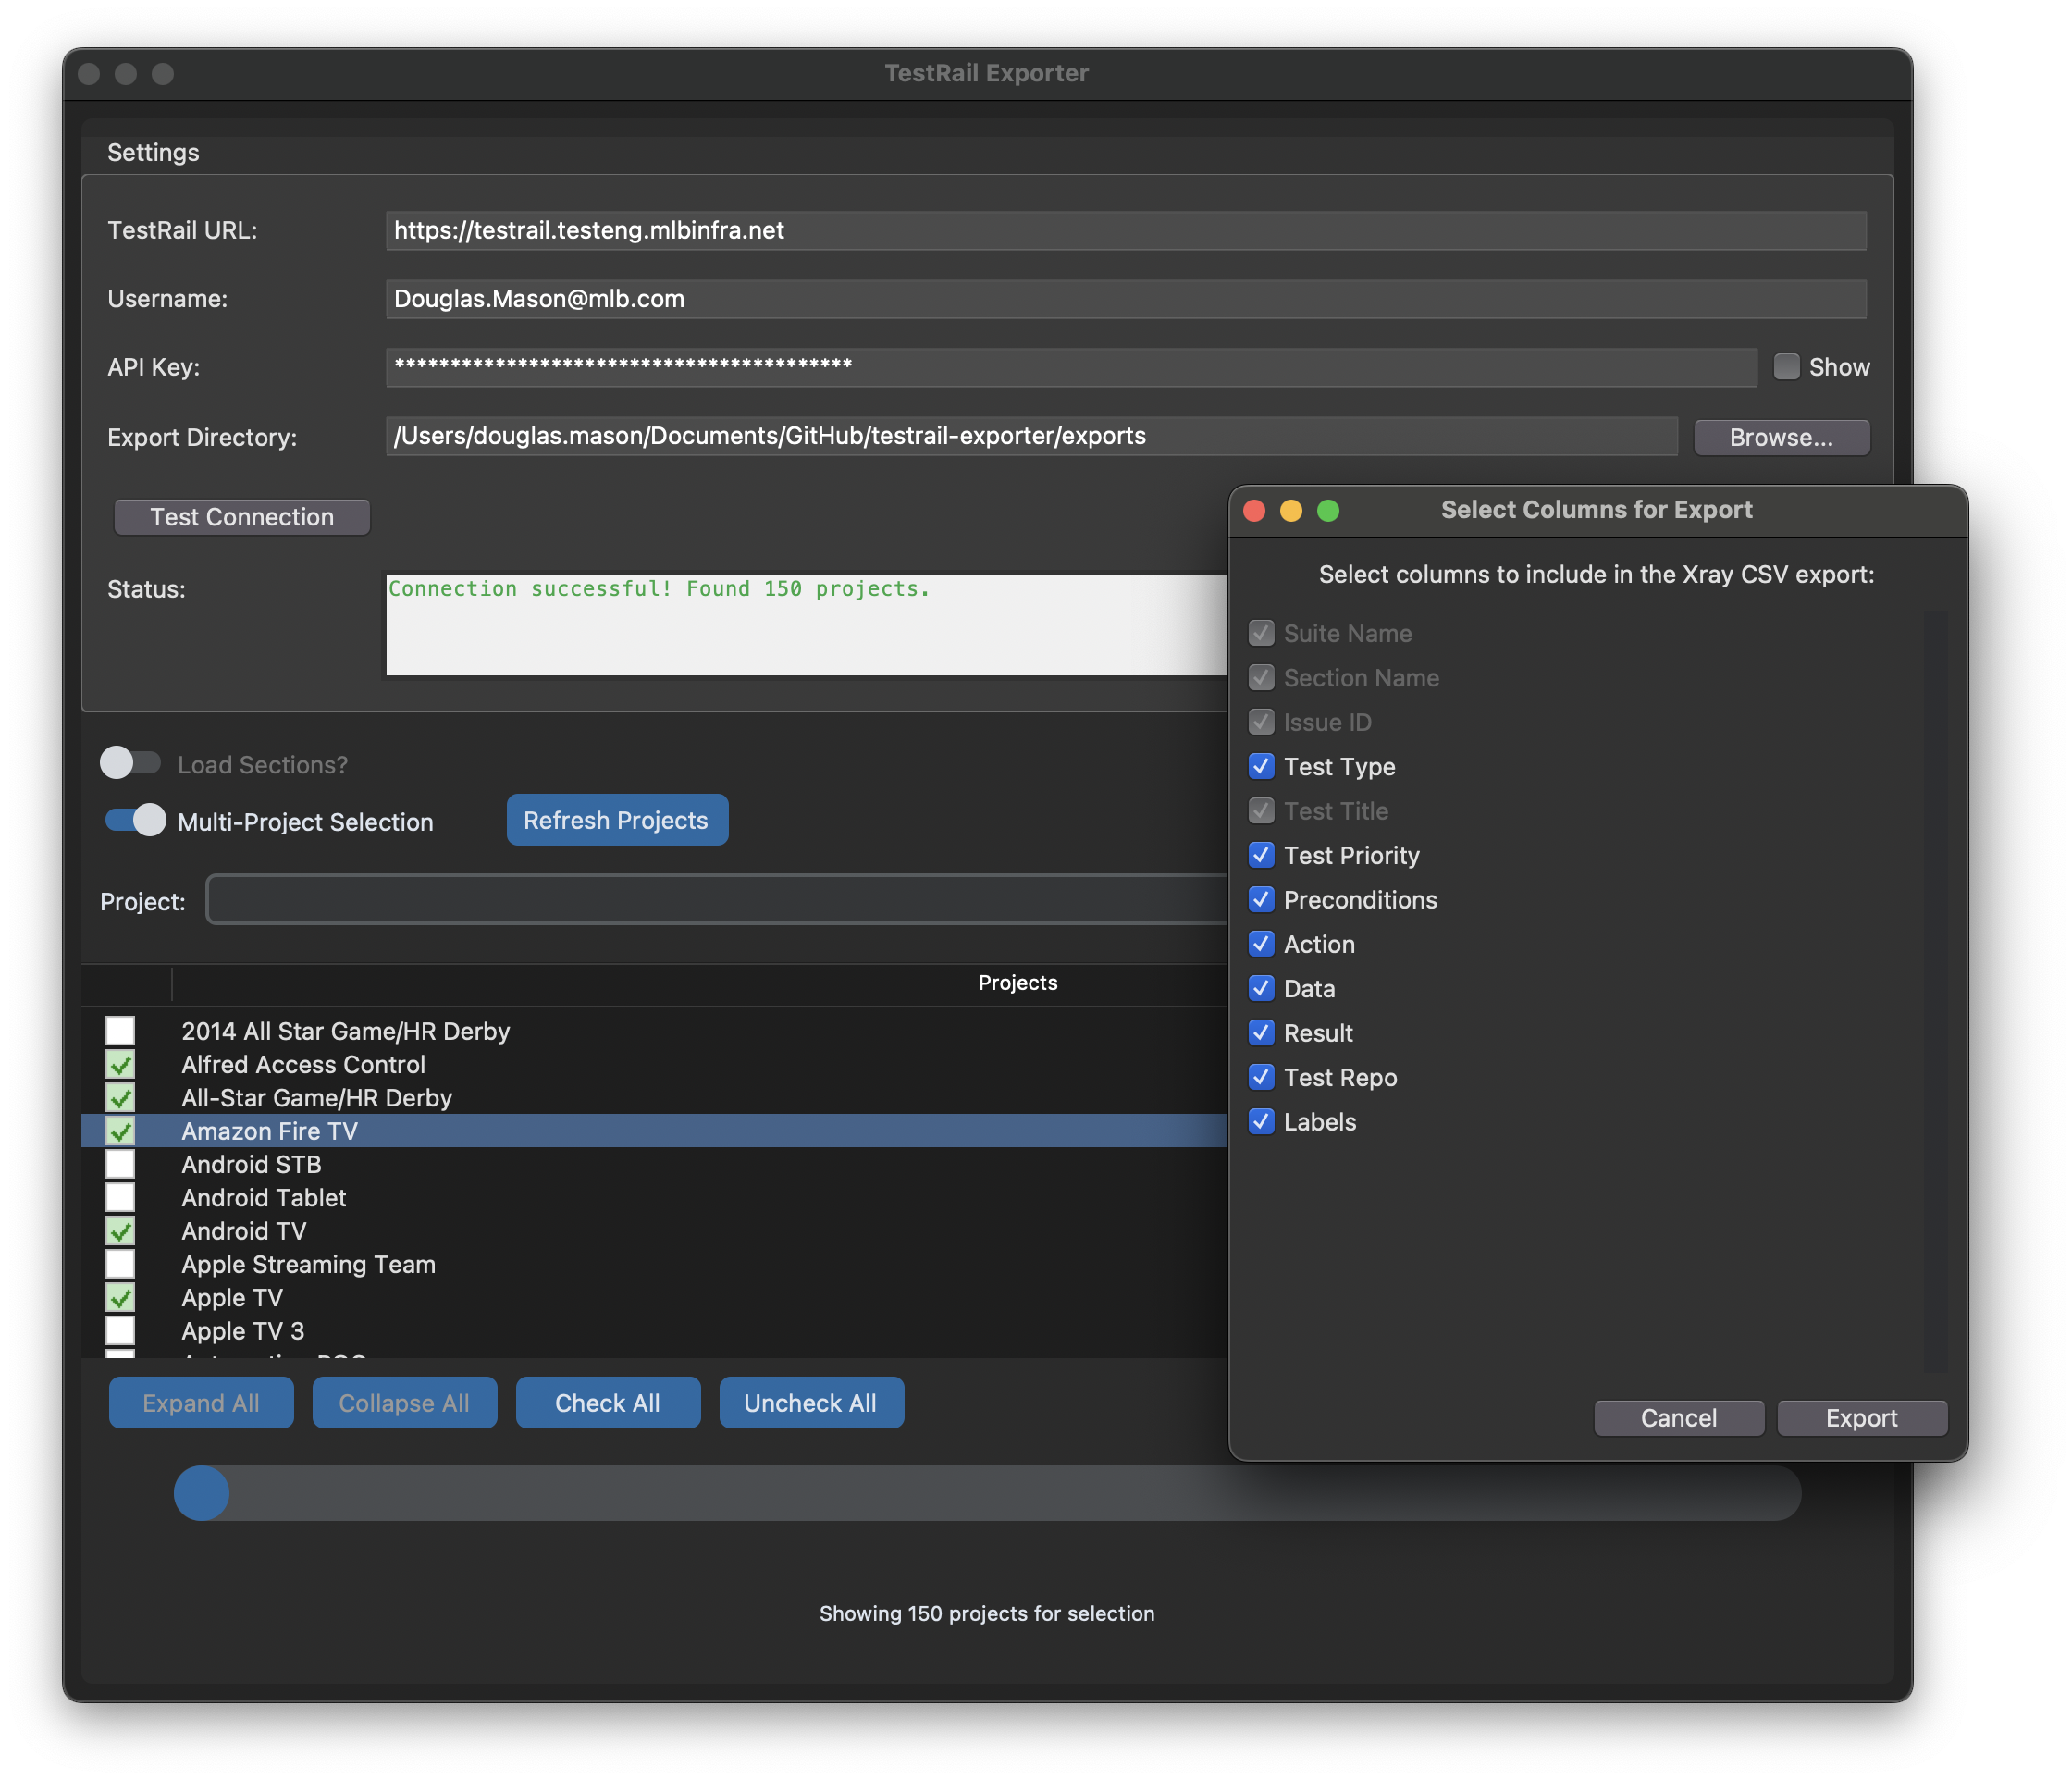 TestRail Exporter
Settings
TestRail URL: https://testrail.testeng.mlbinfra.net
Username: Douglas.Mason@mlb.com
API Key: **************************************** Show
Export Directory: /Users/douglas.mason/Documents/GitHub/testrail-exporter/exports Browse...
Test Connection
Status: Connection successful! Found 150 projects.
Load Sections?
Multi-Project Selection Refresh Projects
Project:
Projects
2014 All Star Game/HR Derby
Alfred Access Control
All-Star Game/HR Derby
Amazon Fire TV
Android STB
Android Tablet
Android TV
Apple Streaming Team
Apple TV
Apple TV 3
Expand All Collapse All Check All Uncheck All
Showing 150 projects for selection
Select Columns for Export
Select columns to include in the Xray CSV export:
Suite Name
Section Name
Issue ID
Test Type
Test Title
Test Priority
Preconditions
Action
Data
Result
Test Repo
Labels
Cancel Export